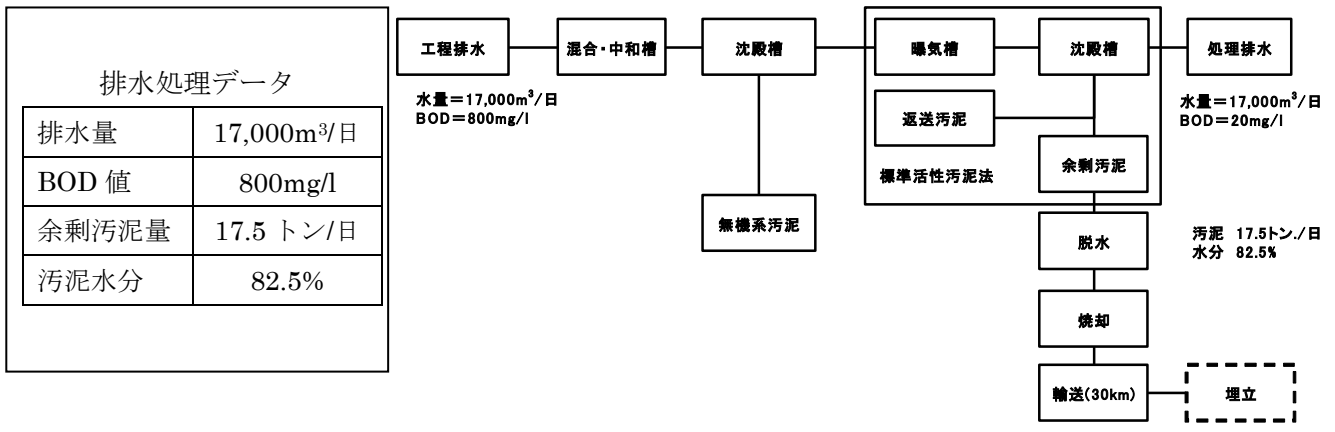 排水処理データ
排水量 17,000m³/日
BOD 値 800mg/l
余剰汚泥量 17.5 トン/日
汚泥水分 82.5%
工程排水
混合・中和槽
沈殿槽
曝気槽
沈殿槽
処理排水
水量＝17,000m³/日
BOD＝800mg/l
水量＝17,000m³/日
BOD＝20mg/l
返送汚泥
標準活性汚泥法
余剰汚泥
無機系汚泥
脱水
汚泥 17.5トン./日
水分 82.5%
焼却
輸送(30km)
埋立